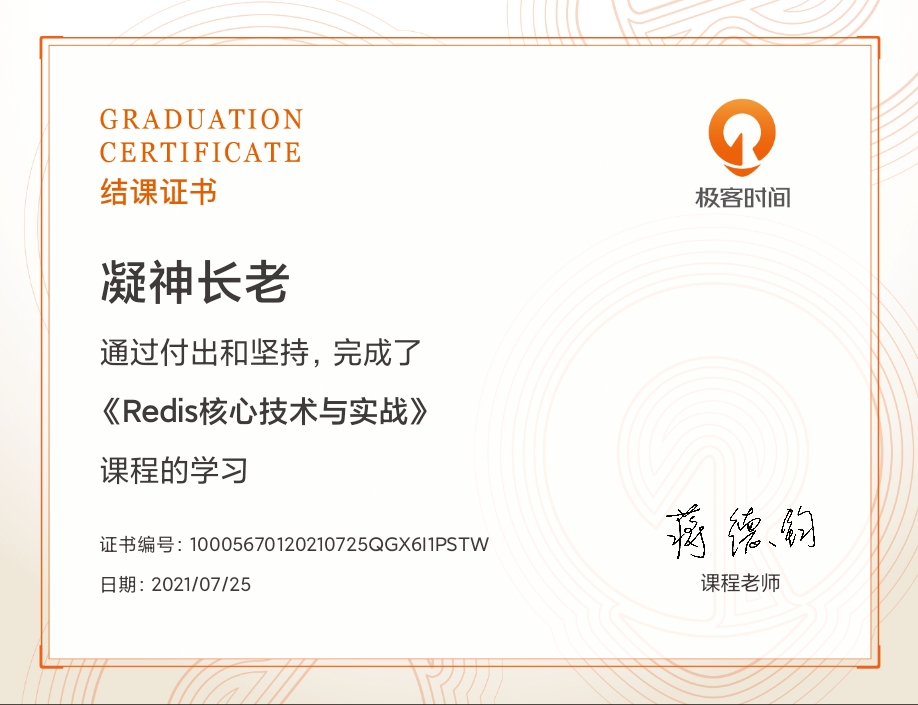 GRADUATION
CERTIFICATE
结课证书
极客时间
凝神长老
通过付出和坚持，完成了
《Redis核心技术与实战》
课程的学习
证书编号：10005670120210725QGX6I1PSTW
日期：2021/07/25
蒋德钧
课程老师